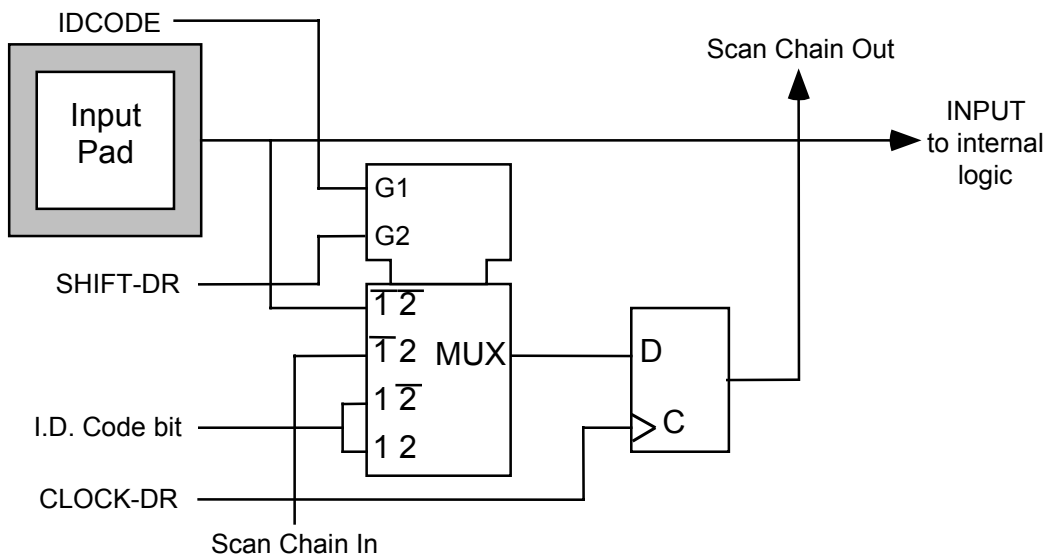 IDCODE
Scan Chain Out
Input
Pad
INPUT
to internal
logic
G1
G2
SHIFT-DR
1̅ 2̅
1̅ 2
MUX
D
1 2̅
I.D. Code bit
1 2
C
CLOCK-DR
Scan Chain In